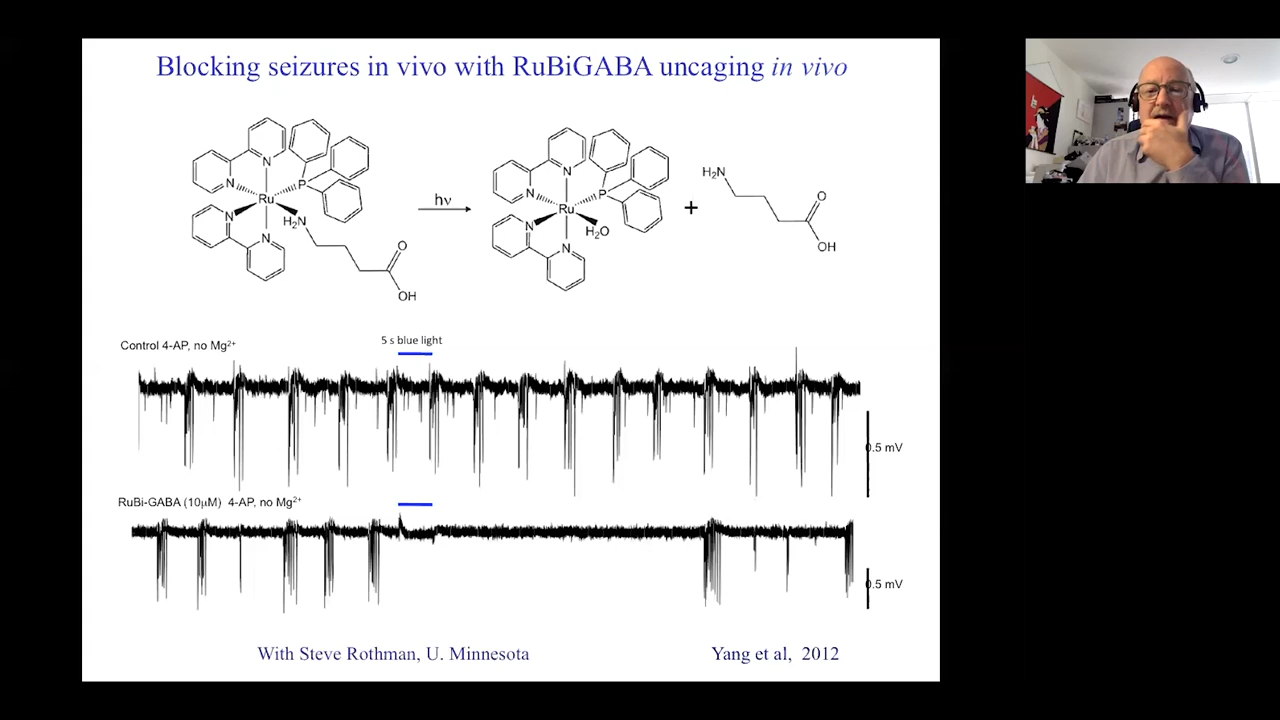 Blocking seizures in vivo with RuBiGABA uncaging in vivo
N
N
Ru
P
N
N
H₂N
O
OH
hν
N
N
Ru
P
N
N
H₂O
+
H₂N
O
OH
Control 4-AP, no Mg²⁺
5 s blue light
0.5 mV
RuBi-GABA (10μM) 4-AP, no Mg²⁺
0.5 mV
With Steve Rothman, U. Minnesota
Yang et al, 2012